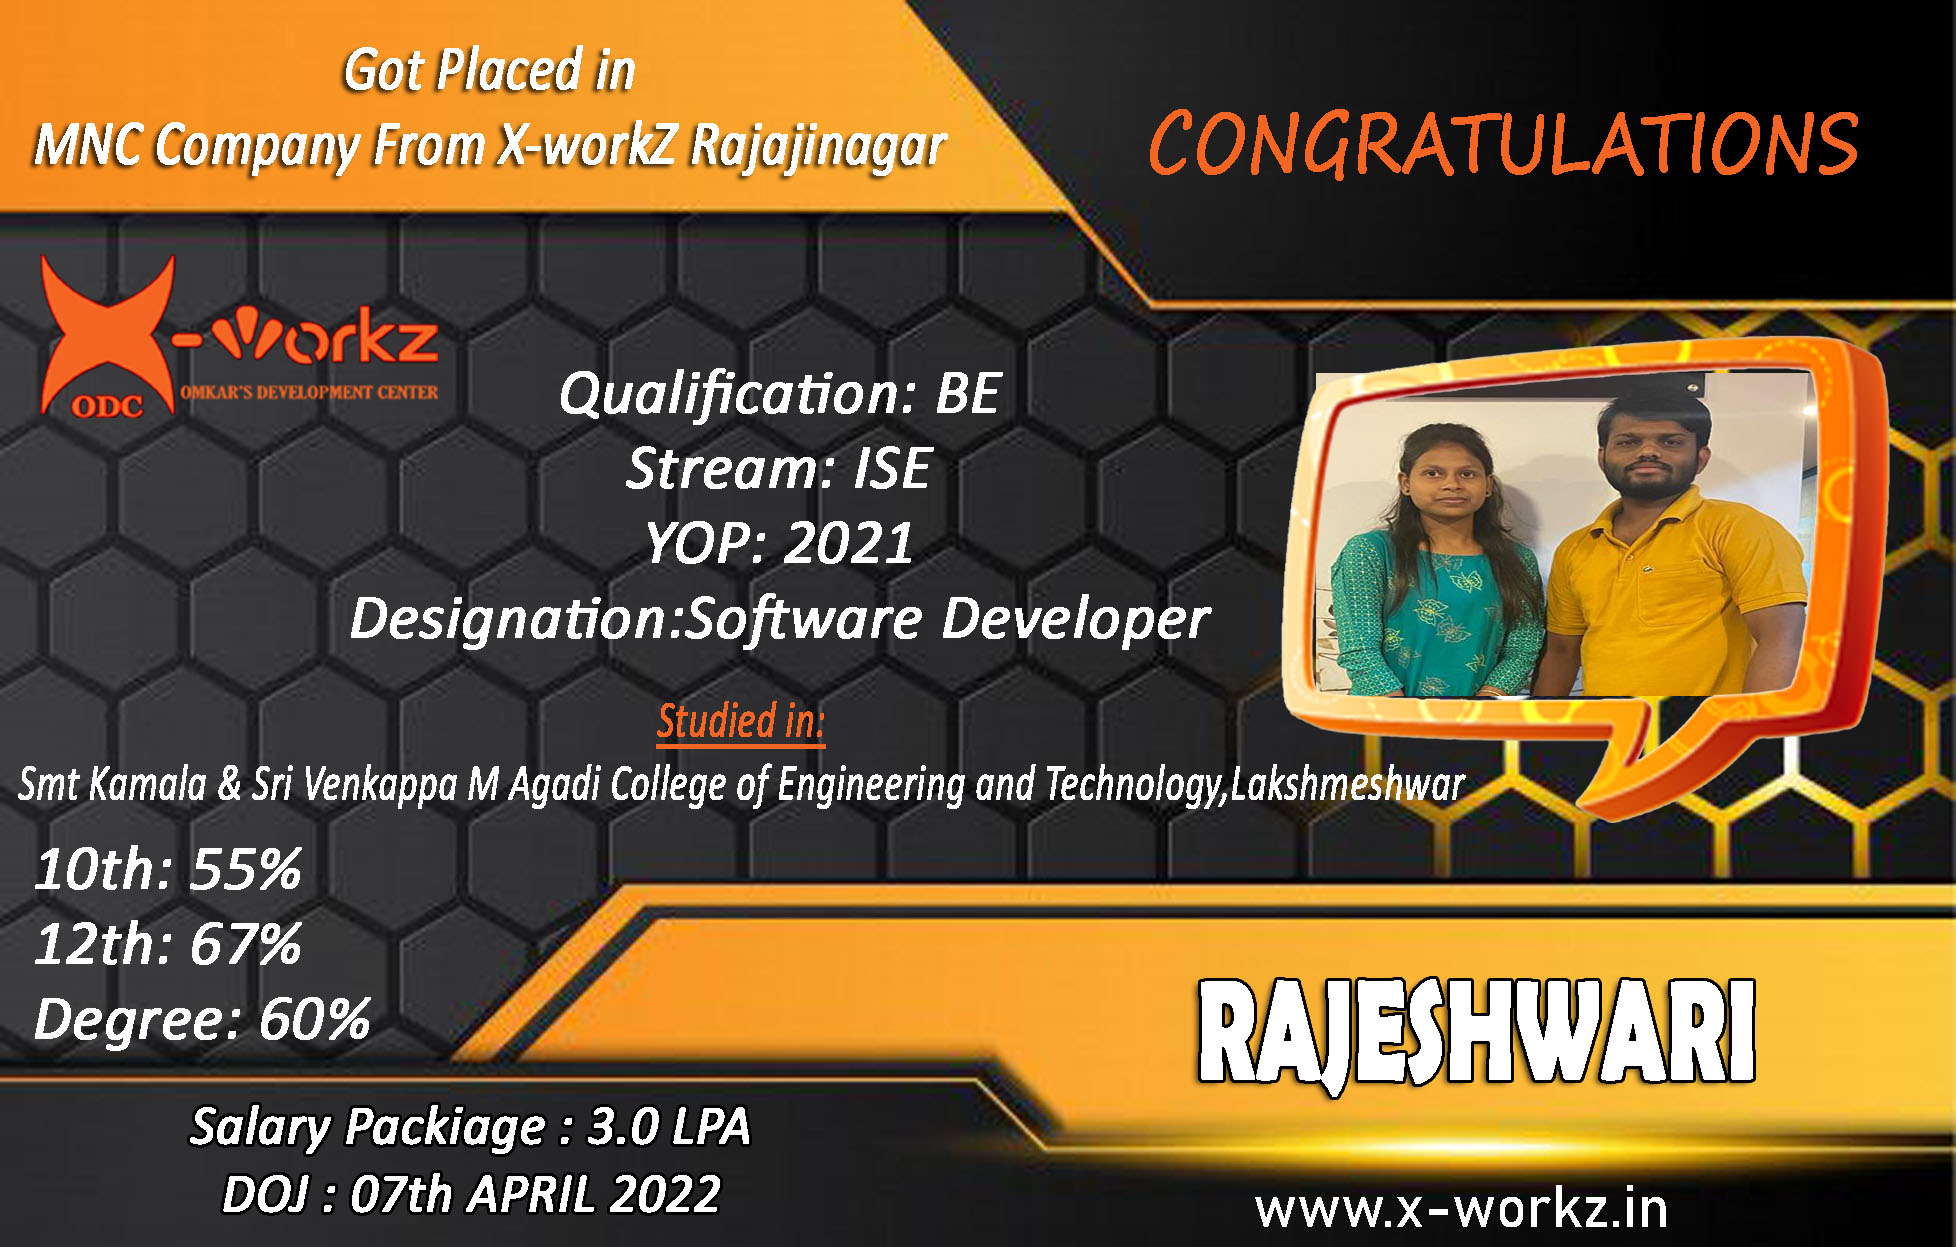 Got Placed in
MNC Company From X-workZ Rajajinagar
CONGRATULATIONS
X-Workz
ODC
OMKAR'S DEVELOPMENT CENTER
Qualification: BE
Stream: ISE
YOP: 2021
Designation:Software Developer
Studied in:
Smt Kamala & Sri Venkappa M Agadi College of Engineering and Technology,Lakshmeshwar
10th: 55%
12th: 67%
Degree: 60%
RAJESHWARI
Salary Packiage : 3.0 LPA
DOJ : 07th APRIL 2022
www.x-workz.in